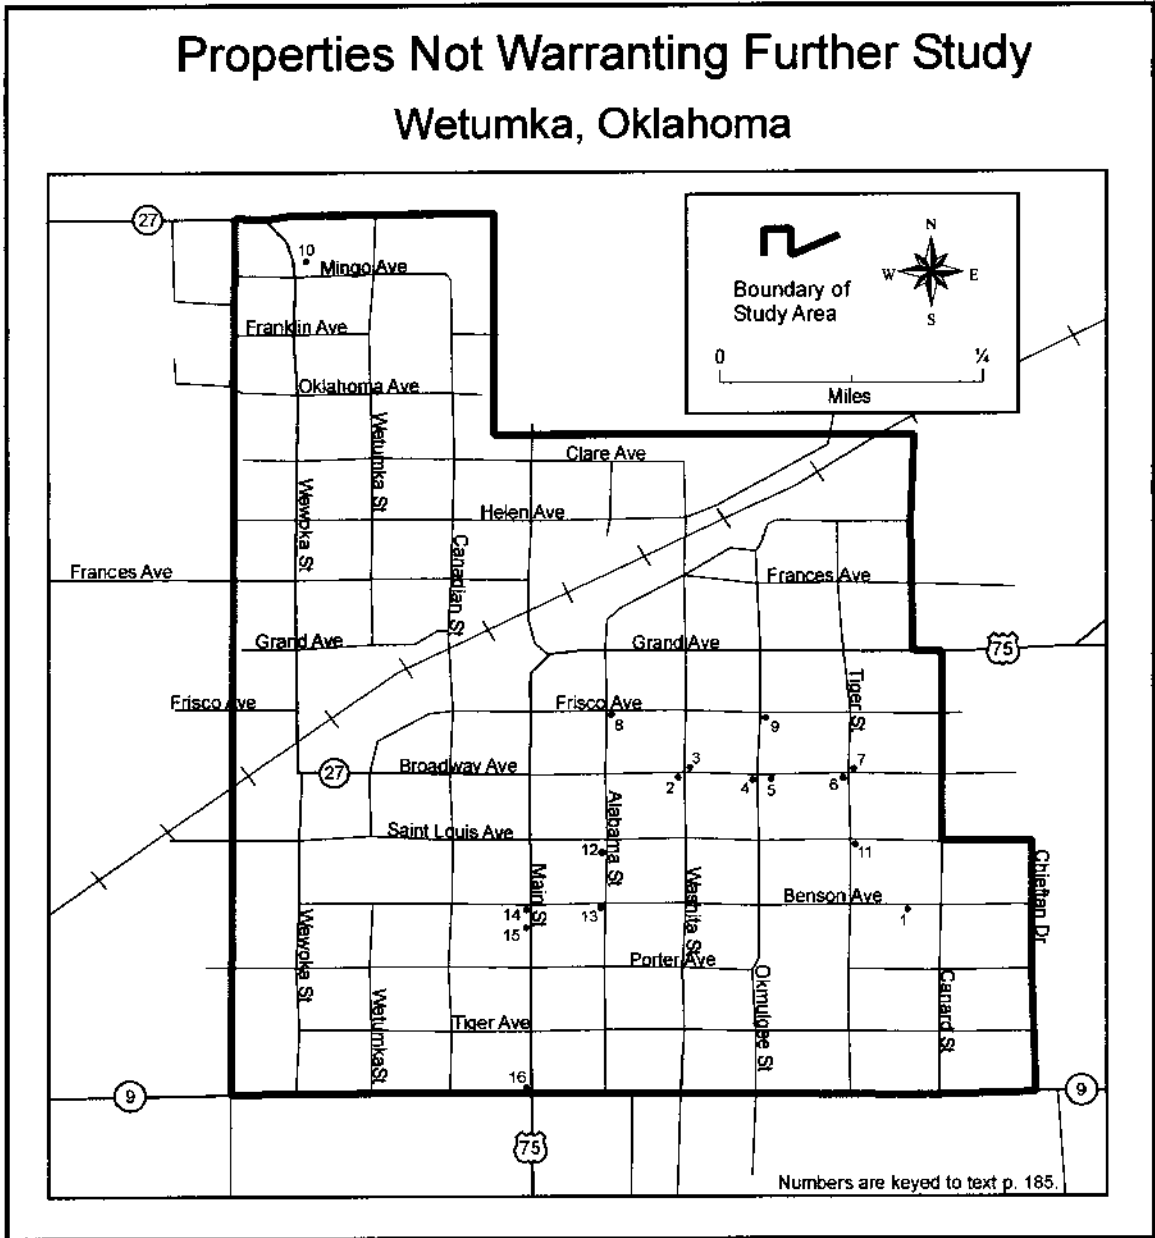 Properties Not Warranting Further Study
Wetumka, Oklahoma
27
10
Mingo Ave
Franklin Ave
Oklahoma Ave
Wetumka St
Boundary of
Study Area
N
W
E
S
0
¼
Miles
Clare Ave
Wewoka St
Helen Ave
Canadian St
Frances Ave
Frances Ave
Grand Ave
Grand Ave
75
Frisco Ave
Frisco Ave
Tiger St
8
9
27
Broadway Ave
3
2
4
5
6
7
Saint Louis Ave
Alabama St
12
11
Main St
Washita St
Benson Ave
Chieftan Dr
14
13
1
15
Wewoka St
Porter Ave
WetumkaSt
Okmulgee St
Canard St
Tiger Ave
16
9
9
75
Numbers are keyed to text p. 185.